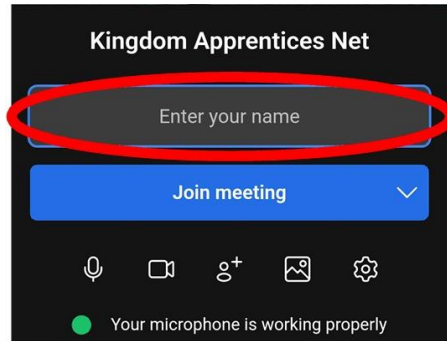 Kingdom Apprentices Net
Enter your name
Join meeting
Your microphone is working properly